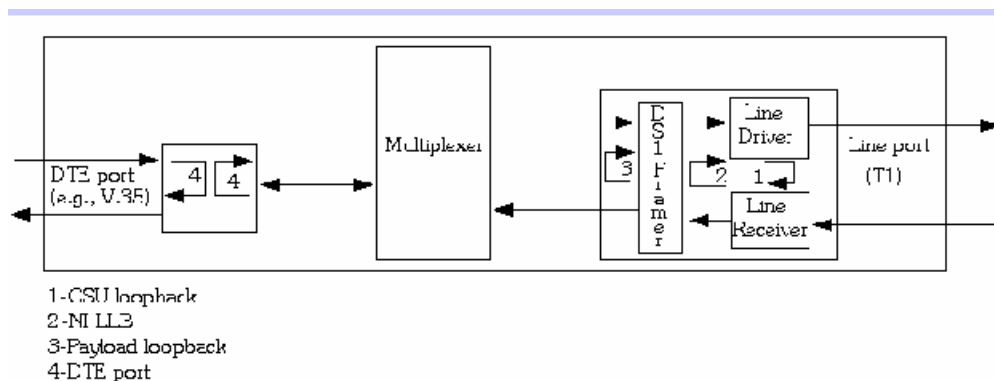 DTE port
(e.g., V.35)
4
4
Multiplexer
DS1 Framer
3
2
1
Line
Driver
Line
Receiver
Line port
(T1)
1-CSU loopback
2-NI LLB
3-Payload loopback
4-DTE port